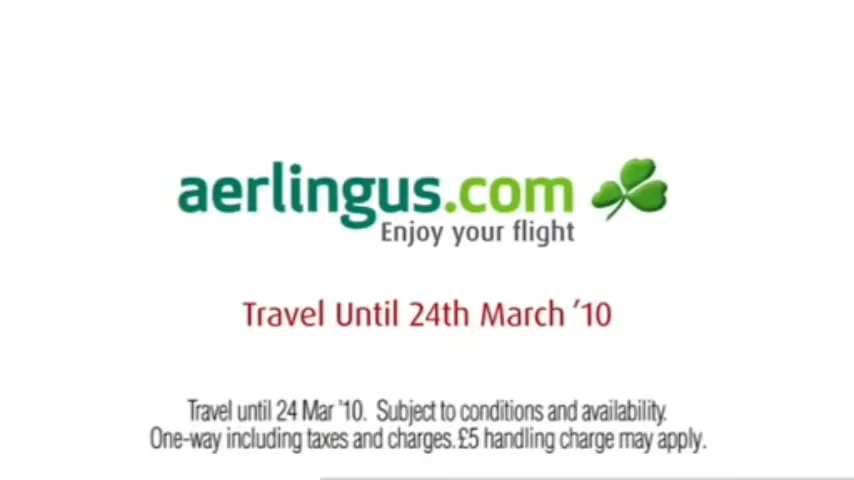 aerlingus.com
Enjoy your flight
Travel Until 24th March '10
Travel until 24 Mar '10. Subject to conditions and availability.
One-way including taxes and charges. £5 handling charge may apply.